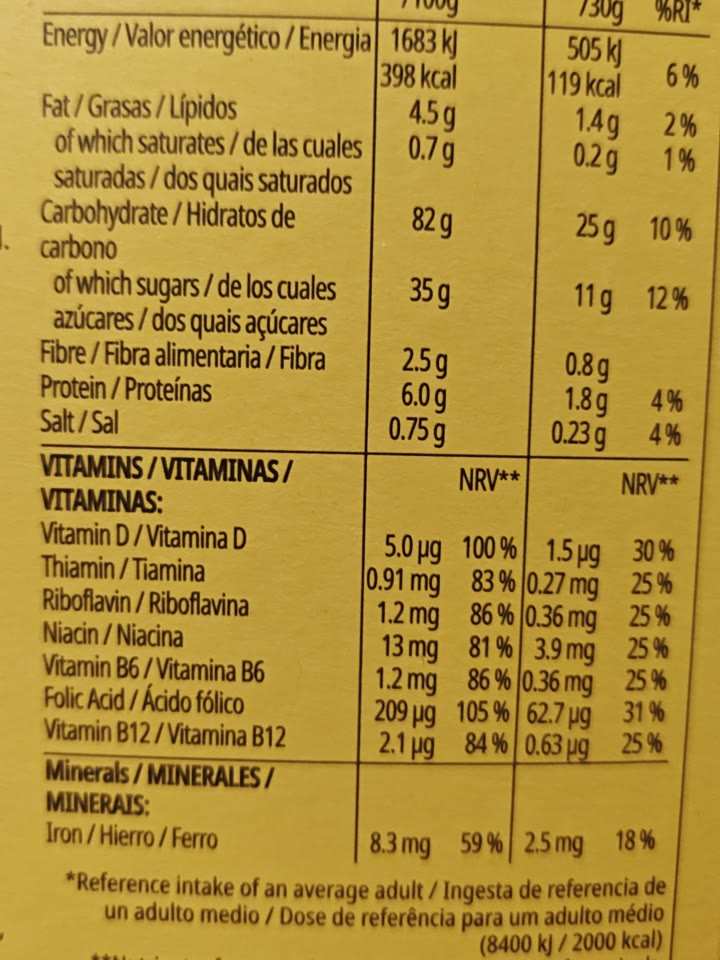 /100g /30g %RI*
Energy / Valor energético / Energia 1683 kJ 505 kJ
398 kcal 119 kcal 6 %
Fat / Grasas / Lípidos 4.5 g 1.4 g 2 %
of which saturates / de las cuales 0.7 g 0.2 g 1 %
saturadas / dos quais saturados
Carbohydrate / Hidratos de 82 g 25 g 10 %
carbono
of which sugars / de los cuales 35 g 11 g 12 %
azúcares / dos quais açúcares
Fibre / Fibra alimentaria / Fibra 2.5 g 0.8 g
Protein / Proteínas 6.0 g 1.8 g 4 %
Salt / Sal 0.75 g 0.23 g 4 %
VITAMINS / VITAMINAS / NRV** NRV**
VITAMINAS:
Vitamin D / Vitamina D 5.0 µg 100 % 1.5 µg 30 %
Thiamin / Tiamina 0.91 mg 83 % 0.27 mg 25 %
Riboflavin / Riboflavina 1.2 mg 86 % 0.36 mg 25 %
Niacin / Niacina 13 mg 81 % 3.9 mg 25 %
Vitamin B6 / Vitamina B6 1.2 mg 86 % 0.36 mg 25 %
Folic Acid / Ácido fólico 209 µg 105 % 62.7 µg 31 %
Vitamin B12 / Vitamina B12 2.1 µg 84 % 0.63 µg 25 %
Minerals / MINERALES /
MINERAIS:
Iron / Hierro / Ferro 8.3 mg 59 % 2.5 mg 18 %
*Reference intake of an average adult / Ingesta de referencia de
un adulto medio / Dose de referência para um adulto médio
(8400 kJ / 2000 kcal)